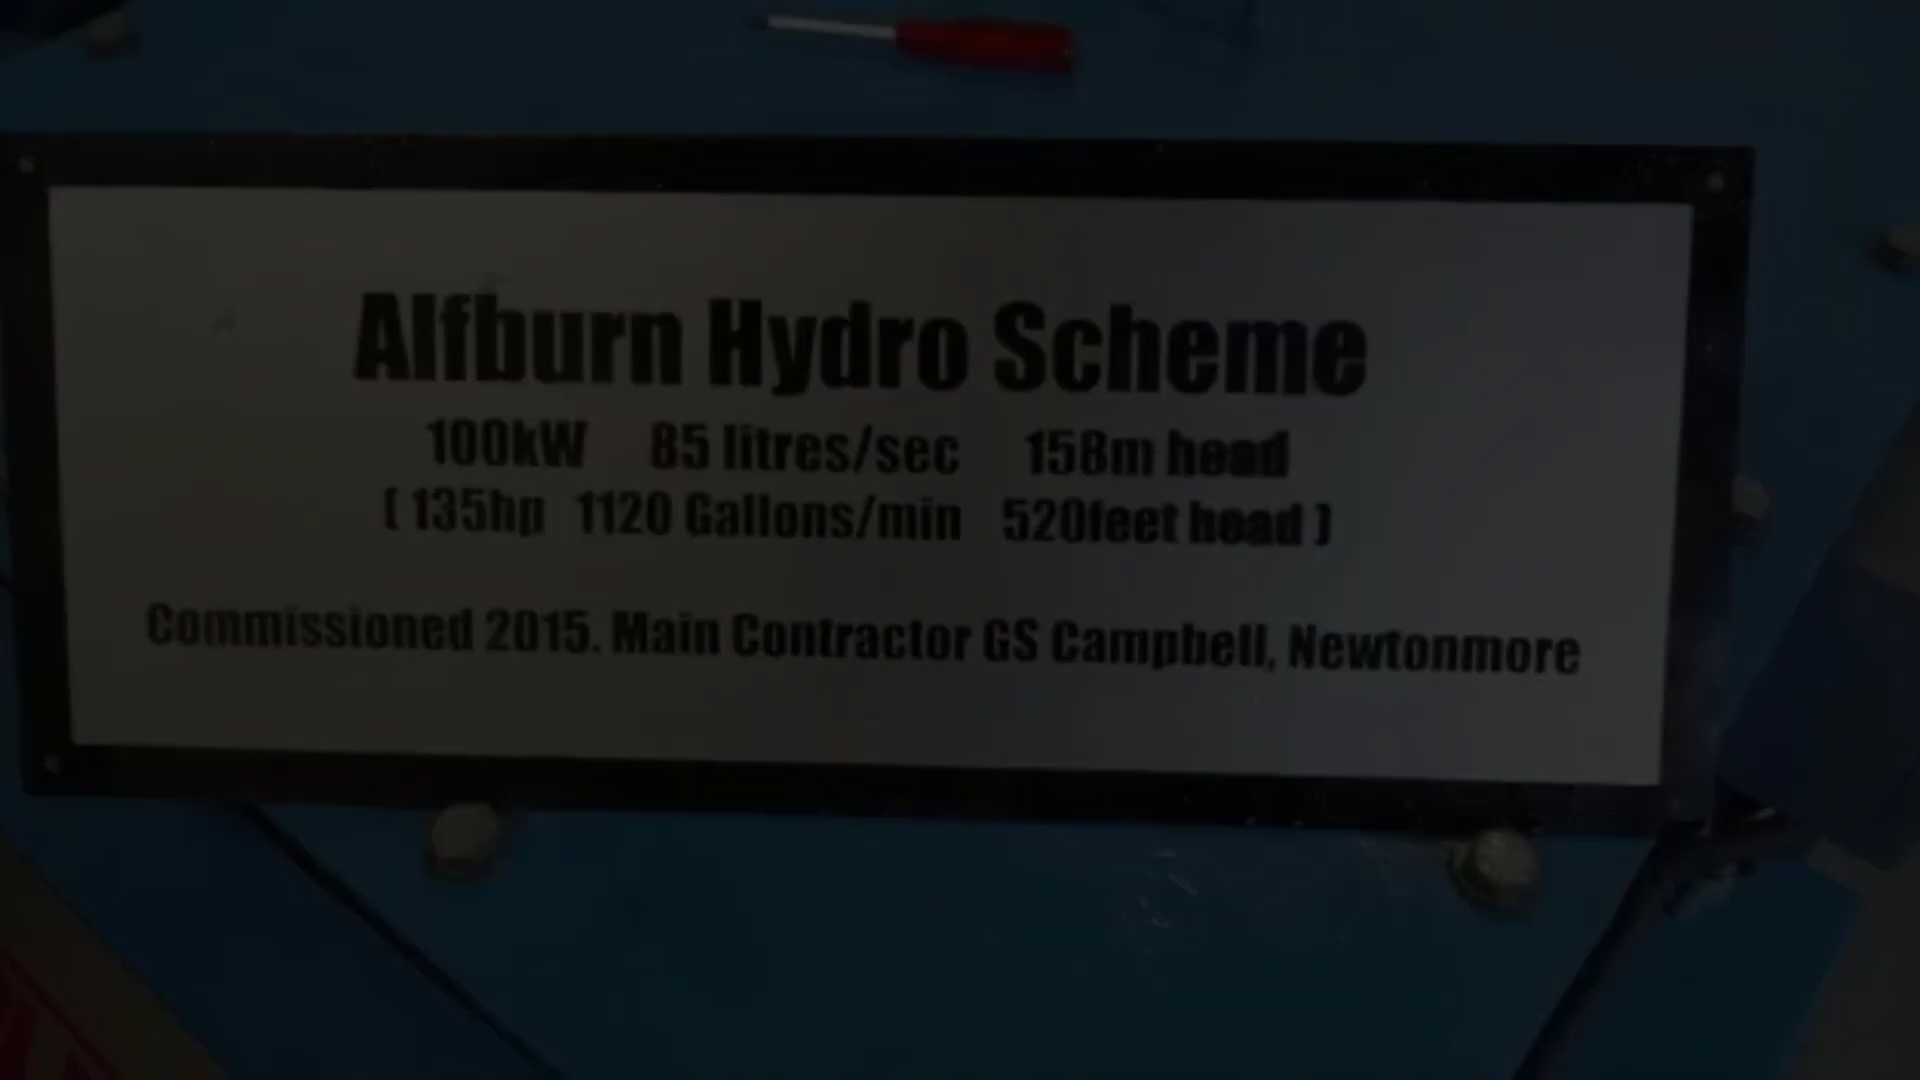 Alfburn Hydro Scheme
100kW 85 litres/sec 158m head
( 135hp 1120 Gallons/min 520feet head )
Commissioned 2015. Main Contractor GS Campbell, Newtonmore